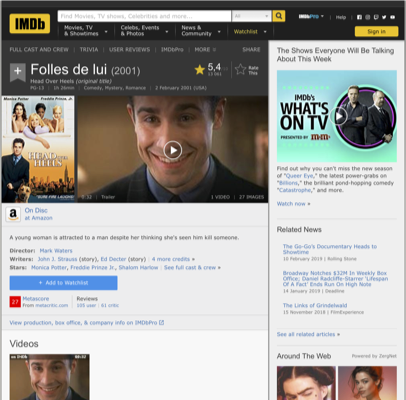 IMDb
Find Movies, TV shows, Celebrities and more...
All
IMDbPro
Help
Movies, TV & Showtimes
Celebs, Events & Photos
News & Community
Watchlist
Sign in
FULL CAST AND CREW | TRIVIA | USER REVIEWS | IMDbPro | MORE
SHARE
Folles de lui (2001)
Head Over Heels (original title)
PG-13 | 1h 26min | Comedy, Mystery, Romance | 2 February 2001 (USA)
5,4
Rate This
Monica Potter Freddie Prinze, Jr.
HEAD OVER HEELS
Trailer
1 VIDEO | 27 IMAGES
On Disc
at Amazon
A young woman is attracted to a man despite her thinking she's seen him kill someone.
Director: Mark Waters
Writers: John J. Strauss (story), Ed Decter (story) | 4 more credits »
Stars: Monica Potter, Freddie Prinze Jr., Shalom Harlow | See full cast & crew »
+ Add to Watchlist
27
Metascore
From metacritic.com
Reviews
105 user | 61 critic
View production, box office, & company info on IMDbPro
Videos
The Shows Everyone Will Be Talking About This Week
IMDb's
WHAT'S ON TV
PRESENTED BY m&m's
Find out why you can't miss the new season of "Queer Eye," the latest power-grabs on "Billions," the brilliant pond-hopping comedy "Catastrophe," and more.
Watch now »
Related News
The Go-Go's Documentary Heads to Showtime
10 February 2019 | Rolling Stone
Broadway Notches $32M In Weekly Box Office; Daniel Radcliffe-Starrer 'Lifespan Of A Fact' Ends Run On High Note
14 January 2019 | Deadline
The Links of Grindelwald
15 November 2018 | FilmExperience
See all related articles »
Around The Web
Powered by ZergNet